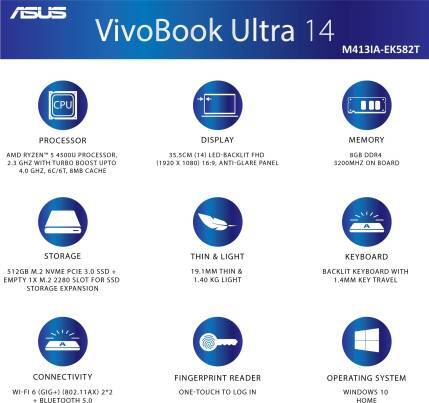 ASUS
VivoBook Ultra 14
M413IA-EK582T
CPU
PROCESSOR
AMD RYZEN™ 5 4500U PROCESSOR,
2.3 GHZ WITH TURBO BOOST UPTO
4.0 GHZ, 6C/6T, 8MB CACHE
DISPLAY
35.5CM (14) LED-BACKLIT FHD
(1920 X 1080) 16:9, ANTI-GLARE PANEL
MEMORY
8GB DDR4
3200MHZ ON BOARD
STORAGE
512GB M.2 NVME PCIE 3.0 SSD +
EMPTY 1X M.2 2280 SLOT FOR SSD
STORAGE EXPANSION
THIN & LIGHT
19.1MM THIN &
1.40 KG LIGHT
KEYBOARD
BACKLIT KEYBOARD WITH
1.4MM KEY TRAVEL
CONNECTIVITY
WI-FI 6 (GIG+) (802.11AX) 2*2
+ BLUETOOTH 5.0
FINGERPRINT READER
ONE-TOUCH TO LOG IN
OPERATING SYSTEM
WINDOWS 10
HOME